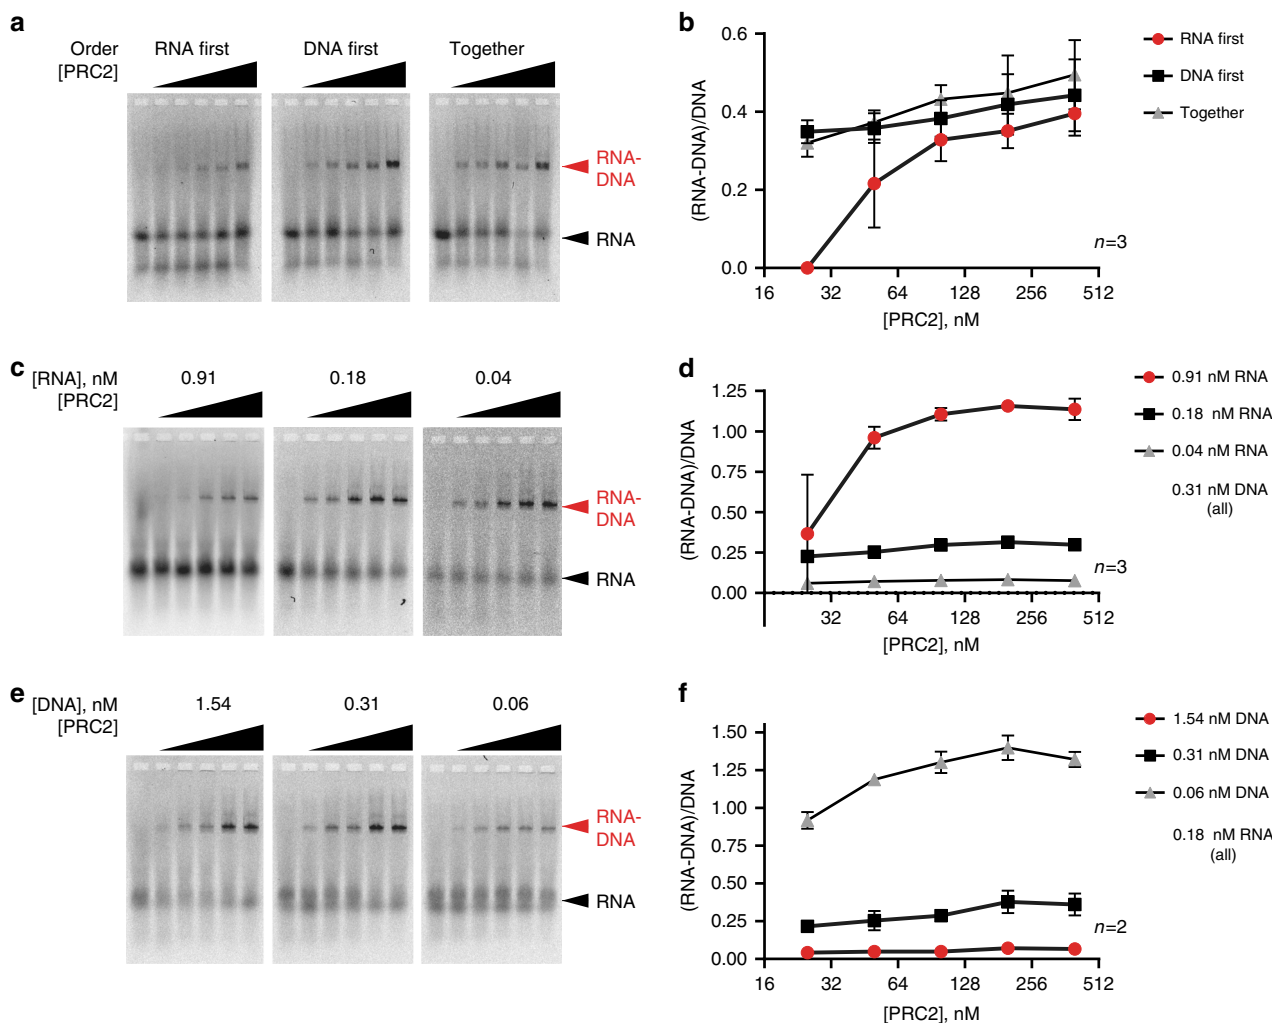 a
Order RNA first DNA first Together
[PRC2]
RNA-
DNA
RNA
b
0.6
0.4
0.2
0.0
(RNA-DNA)/DNA
16 32 64 128 256 512
[PRC2], nM
n=3
RNA first
DNA first
Together
c
[RNA], nM 0.91 0.18 0.04
[PRC2]
RNA-
DNA
RNA
d
1.25
1.00
0.75
0.50
0.25
0.00
(RNA-DNA)/DNA
32 64 128 256 512
[PRC2], nM
n=3
0.91 nM RNA
0.18 nM RNA
0.04 nM RNA
0.31 nM DNA
(all)
e
[DNA], nM 1.54 0.31 0.06
[PRC2]
RNA-
DNA
RNA
f
1.50
1.25
1.00
0.75
0.50
0.25
0.00
(RNA-DNA)/DNA
16 32 64 128 256 512
[PRC2], nM
n=2
1.54 nM DNA
0.31 nM DNA
0.06 nM DNA
0.18 nM RNA
(all)